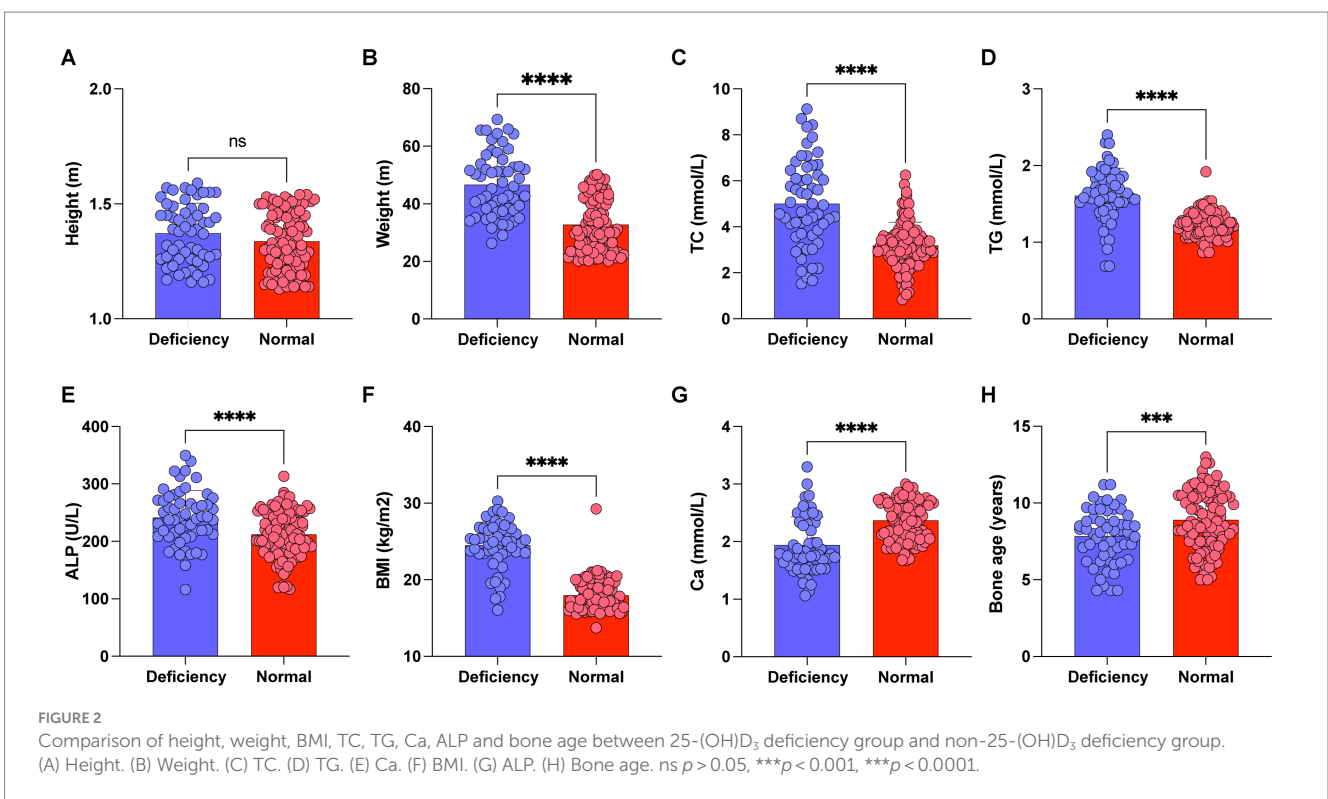 A
Height (m)
2.0
1.5
1.0
ns
Deficiency
Normal
B
Weight (m)
80
60
40
20
0
****
Deficiency
Normal
C
TC (mmol/L)
10
8
6
4
2
0
****
Deficiency
Normal
D
TG (mmol/L)
3
2
1
0
****
Deficiency
Normal
E
ALP (U/L)
400
300
200
100
0
****
Deficiency
Normal
F
BMI (kg/m2)
40
30
20
10
****
Deficiency
Normal
G
Ca (mmol/L)
4
3
2
1
0
****
Deficiency
Normal
H
Bone age (years)
15
10
5
0
***
Deficiency
Normal
FIGURE 2
Comparison of height, weight, BMI, TC, TG, Ca, ALP and bone age between 25-(OH)D₃ deficiency group and non-25-(OH)D₃ deficiency group.
(A) Height. (B) Weight. (C) TC. (D) TG. (E) Ca. (F) BMI. (G) ALP. (H) Bone age. ns p > 0.05, ***p < 0.001, ***p < 0.0001.